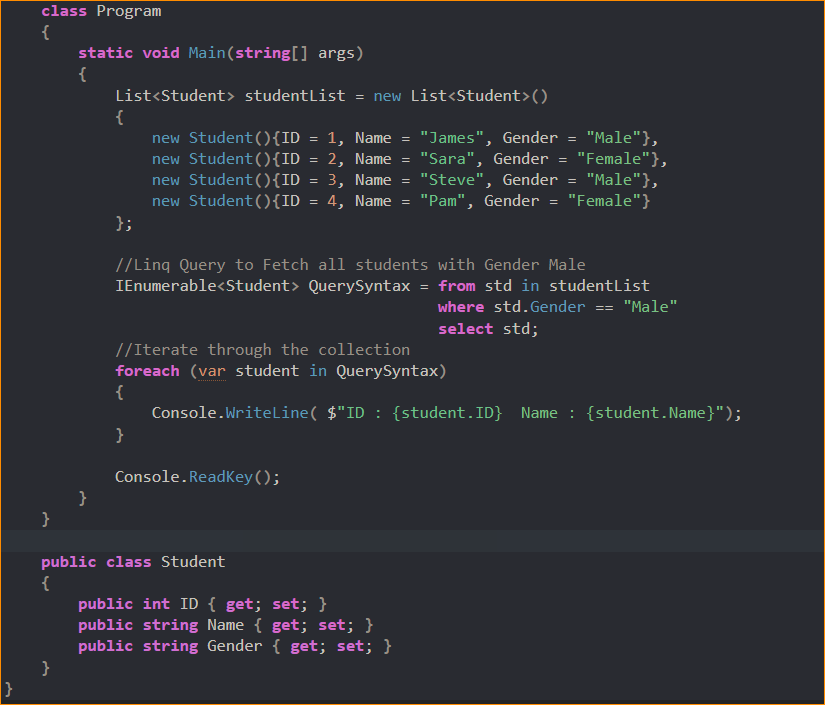 class Program
{
static void Main(string[] args)
{
List<Student> studentList = new List<Student>()
{
new Student(){ID = 1, Name = "James", Gender = "Male"},
new Student(){ID = 2, Name = "Sara", Gender = "Female"},
new Student(){ID = 3, Name = "Steve", Gender = "Male"},
new Student(){ID = 4, Name = "Pam", Gender = "Female"}
};
//Linq Query to Fetch all students with Gender Male
IEnumerable<Student> QuerySyntax = from std in studentList
where std.Gender == "Male"
select std;
//Iterate through the collection
foreach (var student in QuerySyntax)
{
Console.WriteLine( $"ID : {student.ID}  Name : {student.Name}");
}
Console.ReadKey();
}
}
public class Student
{
public int ID { get; set; }
public string Name { get; set; }
public string Gender { get; set; }
}
}